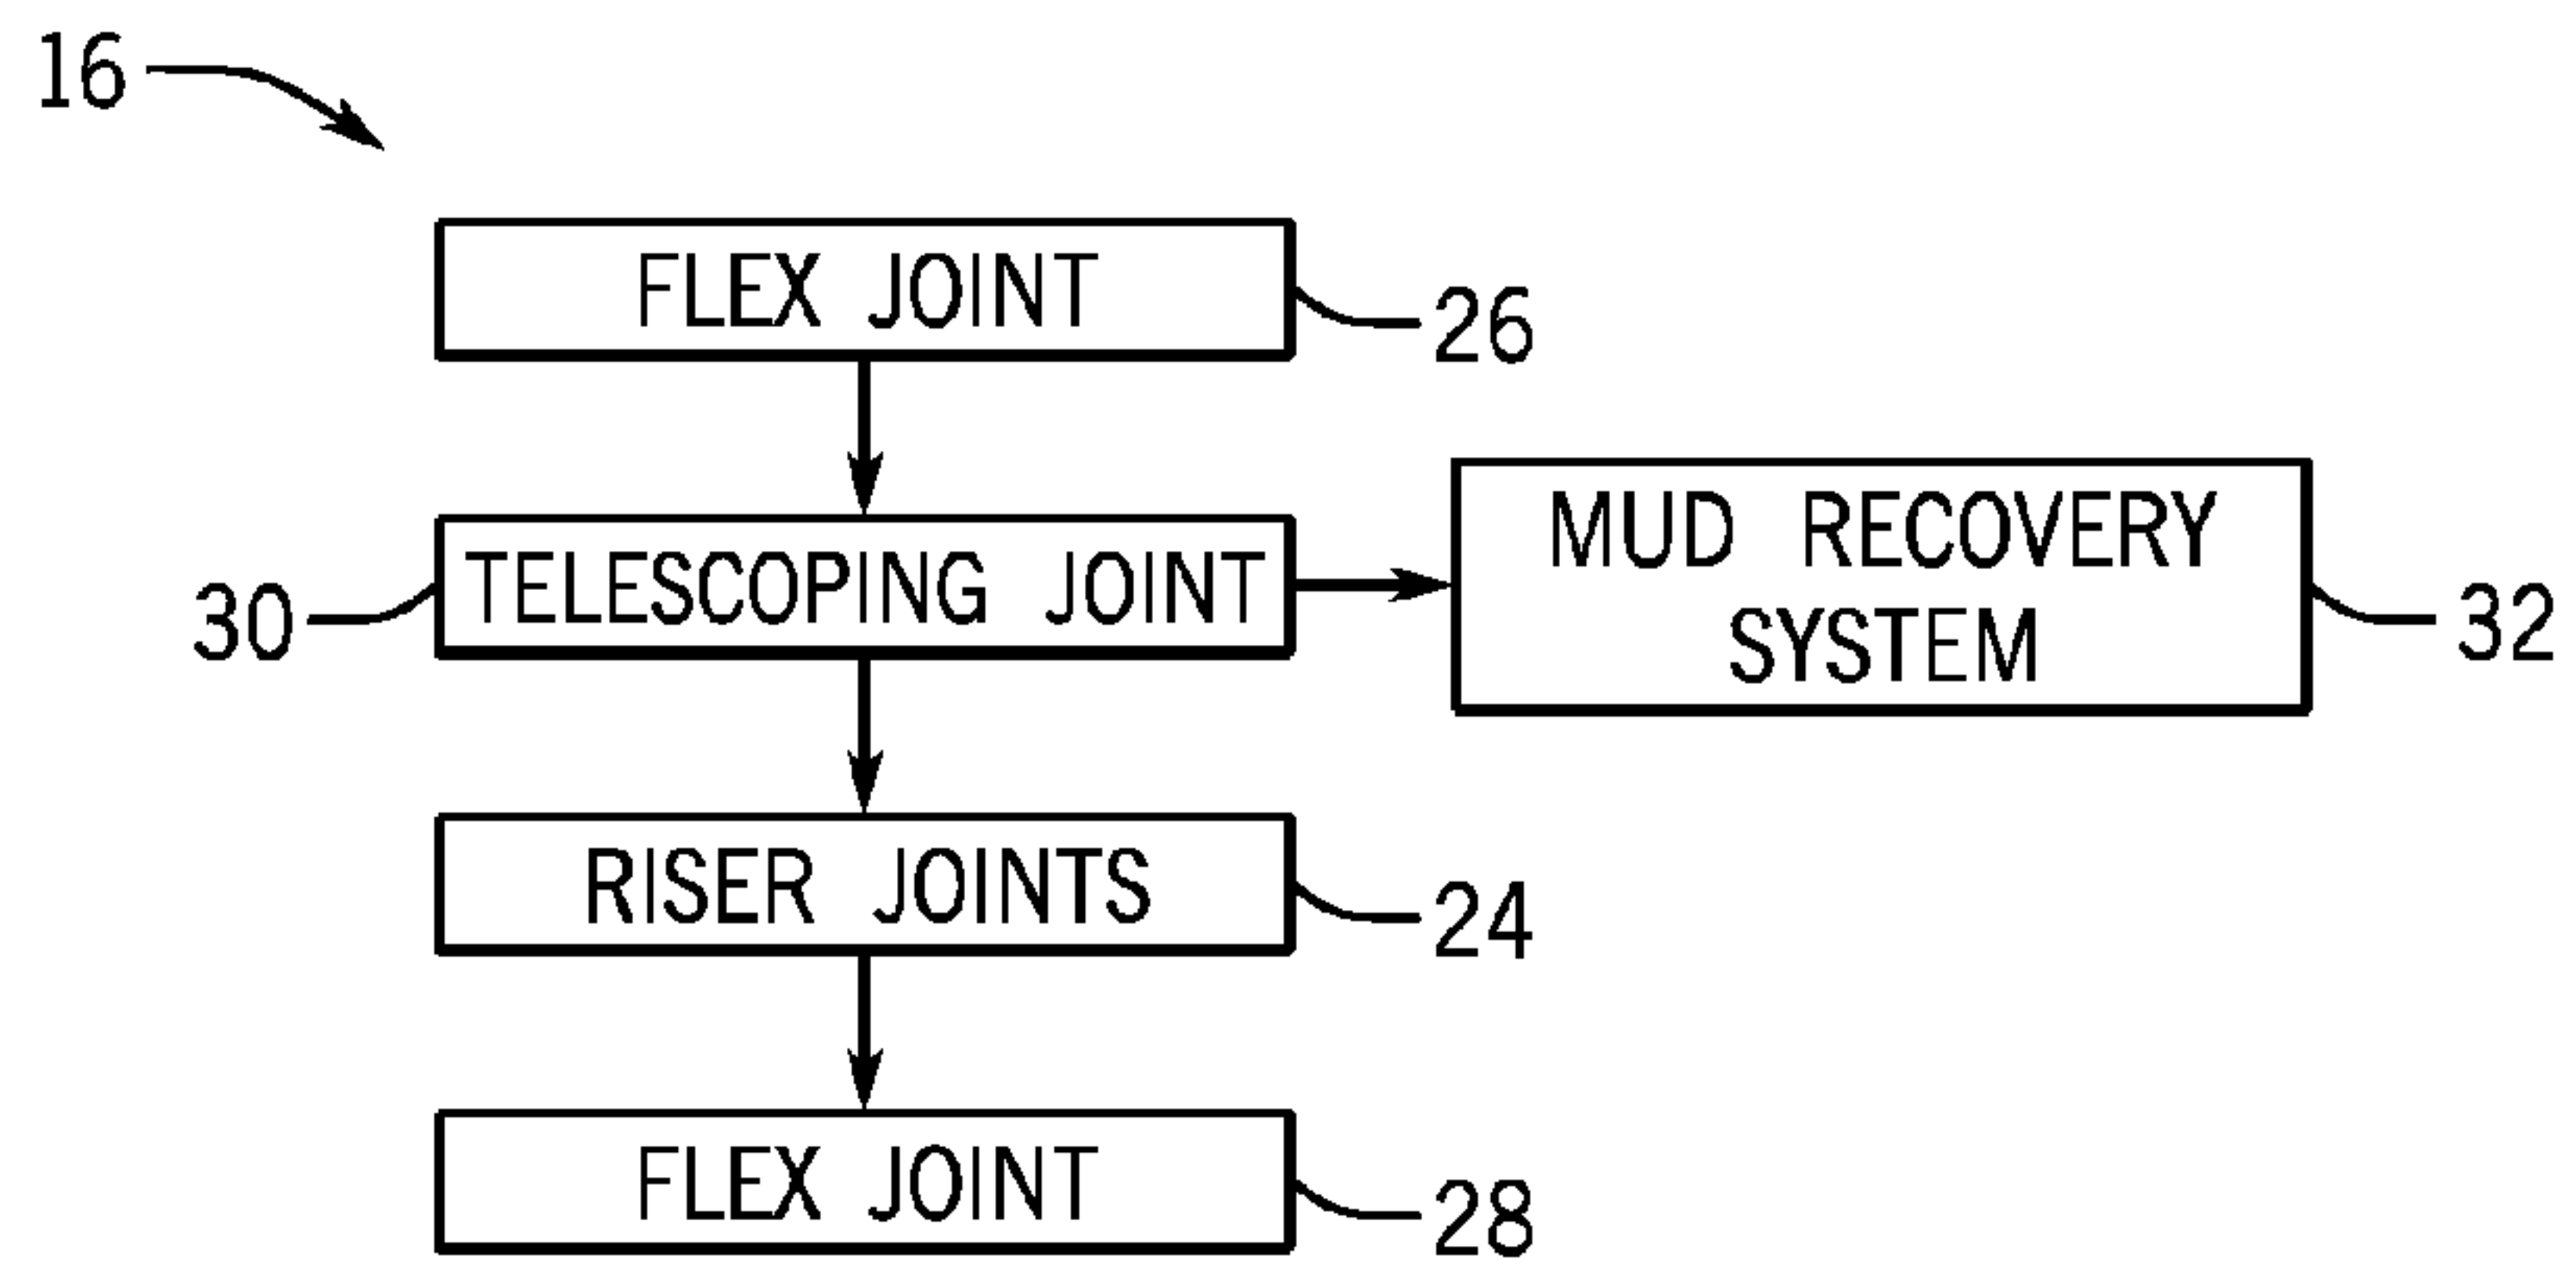 16
FLEX JOINT
26
TELESCOPING JOINT
30
MUD RECOVERY
SYSTEM
32
RISER JOINTS
24
FLEX JOINT
28